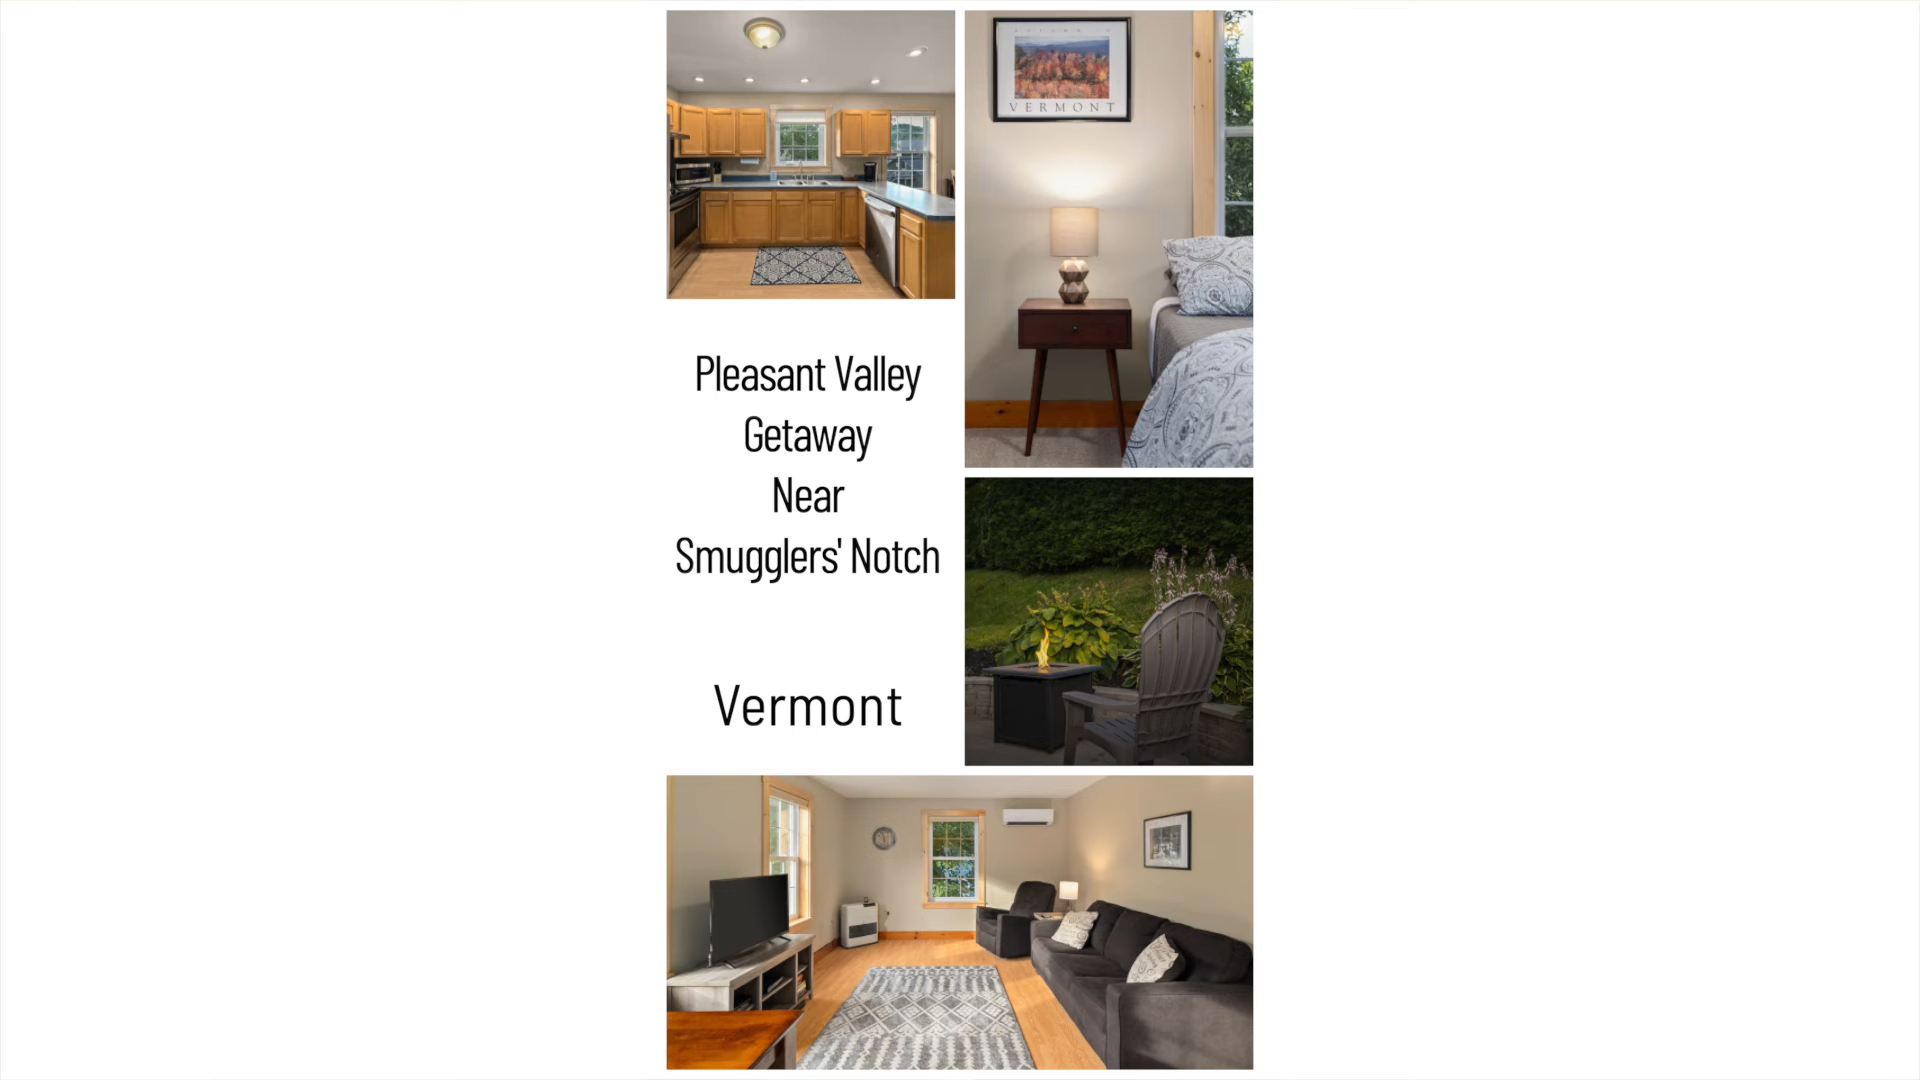 VERMONT
Pleasant Valley
Getaway
Near
Smugglers' Notch
Vermont